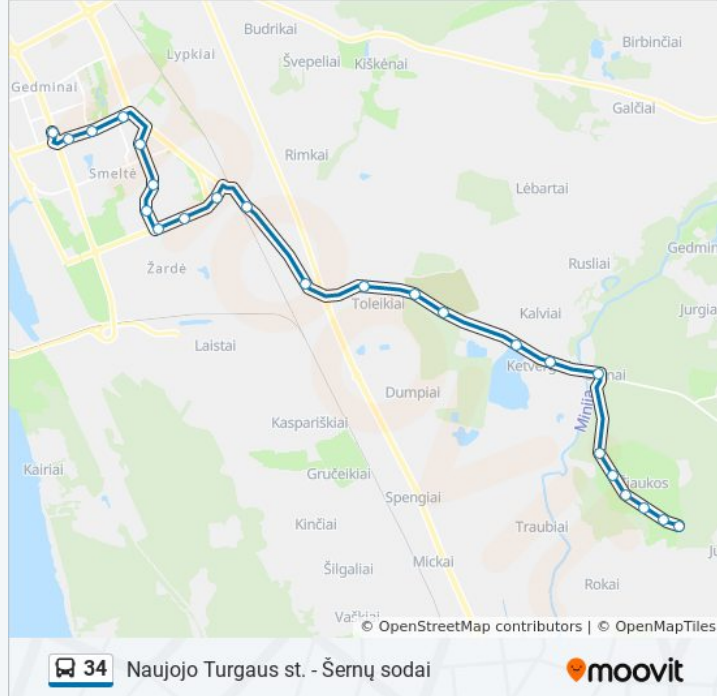 Budrikai
Lypkiai
Švepeliai
Kiškėnai
Birbinčiai
Gedminai
Galčiai
Rimkai
Smeltė
Lėbartai
Gedmin
Rusliai
Žardė
Toleikiai
Kalviai
Jurgia
Laistai
Ketverg
nai
Dumpiai
Minija
Kaspariškiai
Kairiai
Gručeikiai
Spengiai
Kinčiai
Traubiai
Šilgaliai
Mickai
Rokai
© OpenStreetMap contributors | © OpenMapTiles
34 Naujojo Turgaus st. - Šernų sodai
moovit